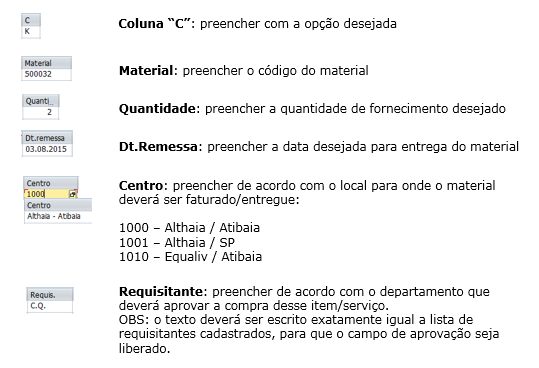 C
K
Coluna “C”: preencher com a opção desejada
Material
500032
Material: preencher o código do material
Quanti_
2
Quantidade: preencher a quantidade de fornecimento desejado
Dt.remessa
03.08.2015
Dt.Remessa: preencher a data desejada para entrega do material
Centro
1000
Centro
Althaia - Atibaia
Centro: preencher de acordo com o local para onde o material
deverá ser faturado/entregue:
1000 – Althaia / Atibaia
1001 – Althaia / SP
1010 – Equaliv / Atibaia
Requis.
C.Q.
Requisitante: preencher de acordo com o departamento que
deverá aprovar a compra desse item/serviço.
OBS: o texto deverá ser escrito exatamente igual a lista de
requisitantes cadastrados, para que o campo de aprovação seja
liberado.